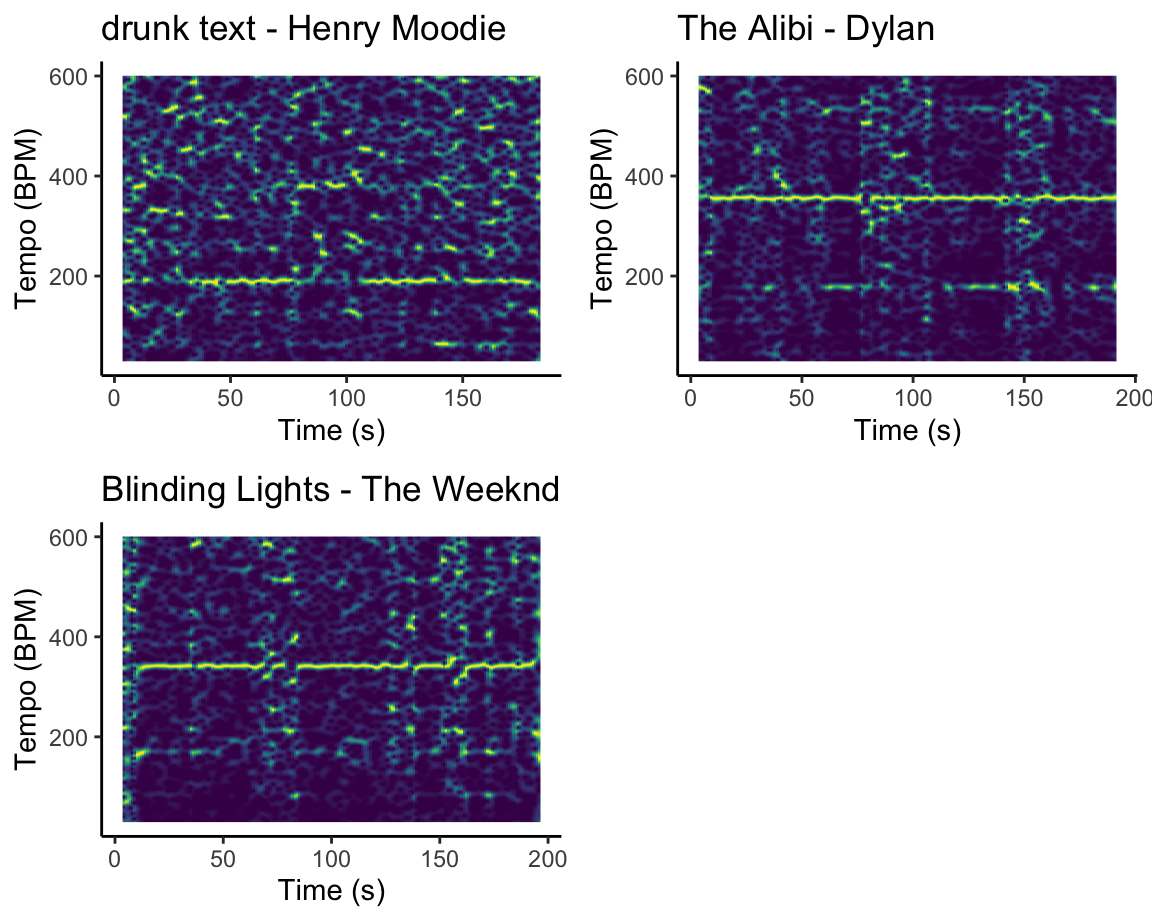 drunk text - Henry Moodie
Tempo (BPM)
600
400
200
0 50 100 150
Time (s)
The Alibi - Dylan
Tempo (BPM)
600
400
200
0 50 100 150 200
Time (s)
Blinding Lights - The Weeknd
Tempo (BPM)
600
400
200
0 50 100 150 200
Time (s)